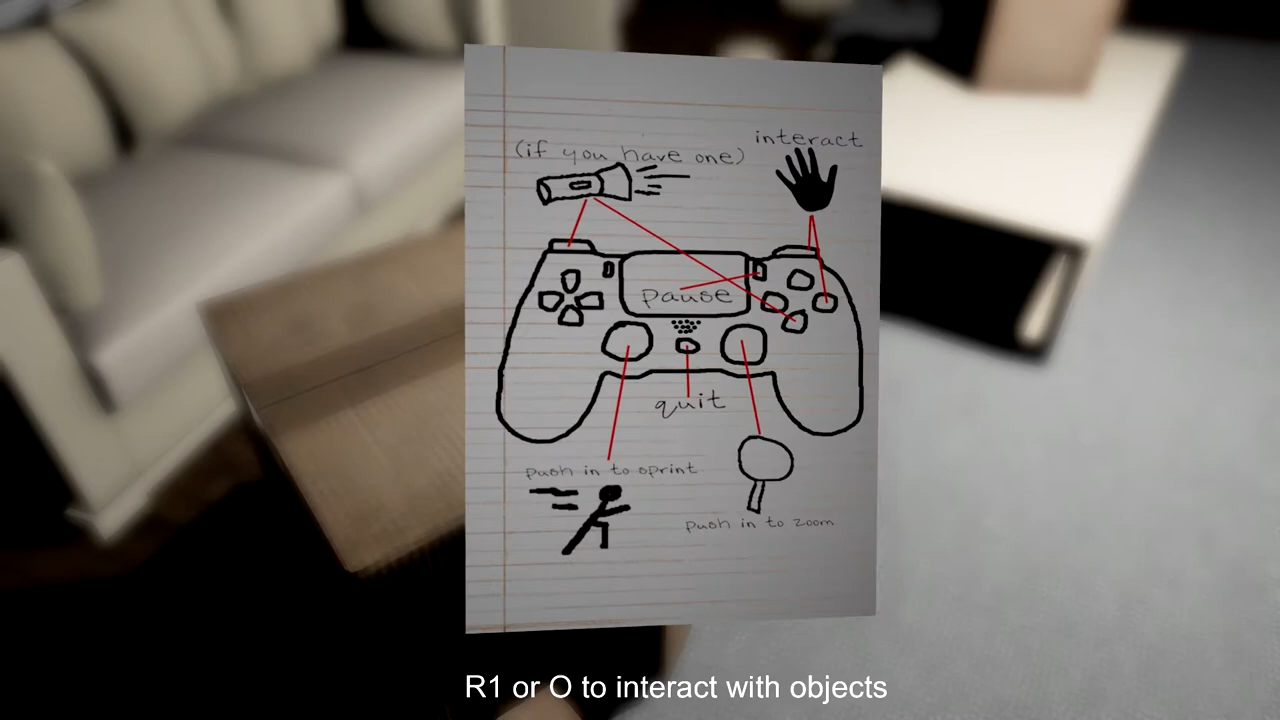 interact
(if you have one)
pause
quit
push in to sprint
push in to zoom
R1 or O to interact with objects